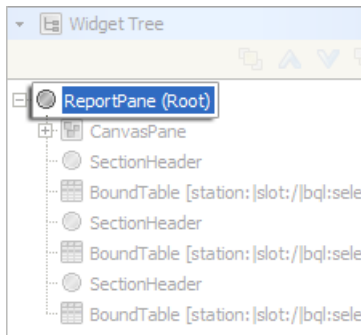 Widget Tree
ReportPane (Root)
CanvasPane
SectionHeader
BoundTable [station:|slot:/|bql:sele
SectionHeader
BoundTable [station:|slot:/|bql:sele
SectionHeader
BoundTable [station:|slot:/|bql:sele